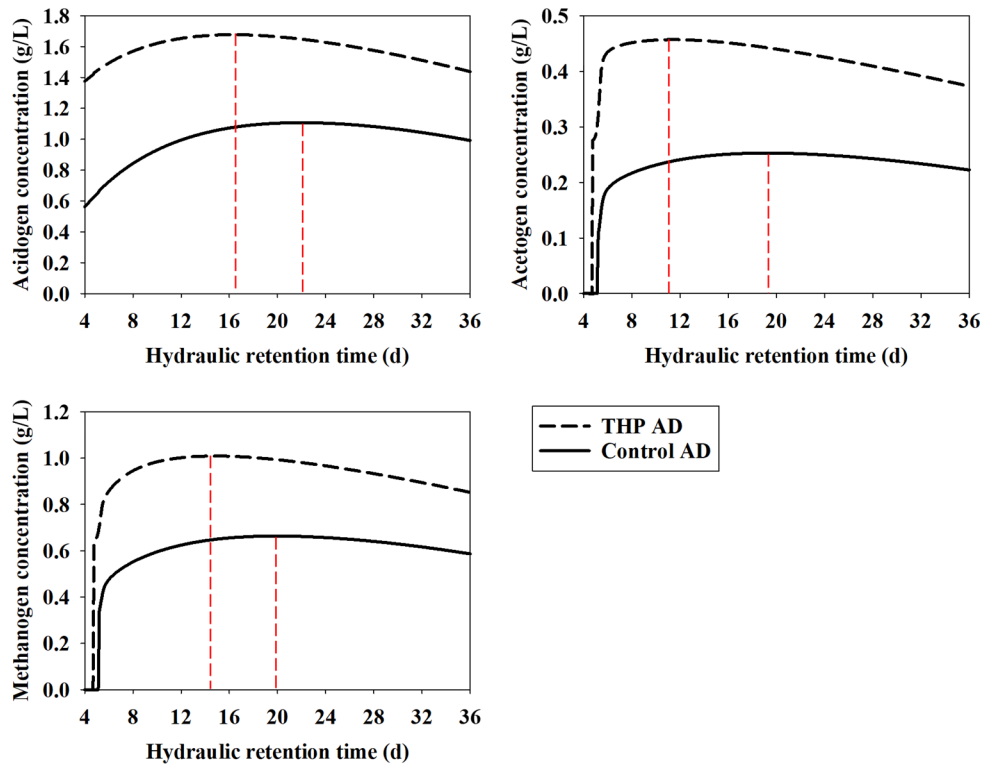 Acidogen concentration (g/L)
1.8
1.6
1.4
1.2
1.0
0.8
0.6
0.4
0.2
0.0
4 8 12 16 20 24 28 32 36
Hydraulic retention time (d)
Acetogen concentration (g/L)
0.5
0.4
0.3
0.2
0.1
0.0
4 8 12 16 20 24 28 32 36
Hydraulic retention time (d)
Methanogen concentration (g/L)
1.2
1.0
0.8
0.6
0.4
0.2
0.0
4 8 12 16 20 24 28 32 36
Hydraulic retention time (d)
THP AD
Control AD